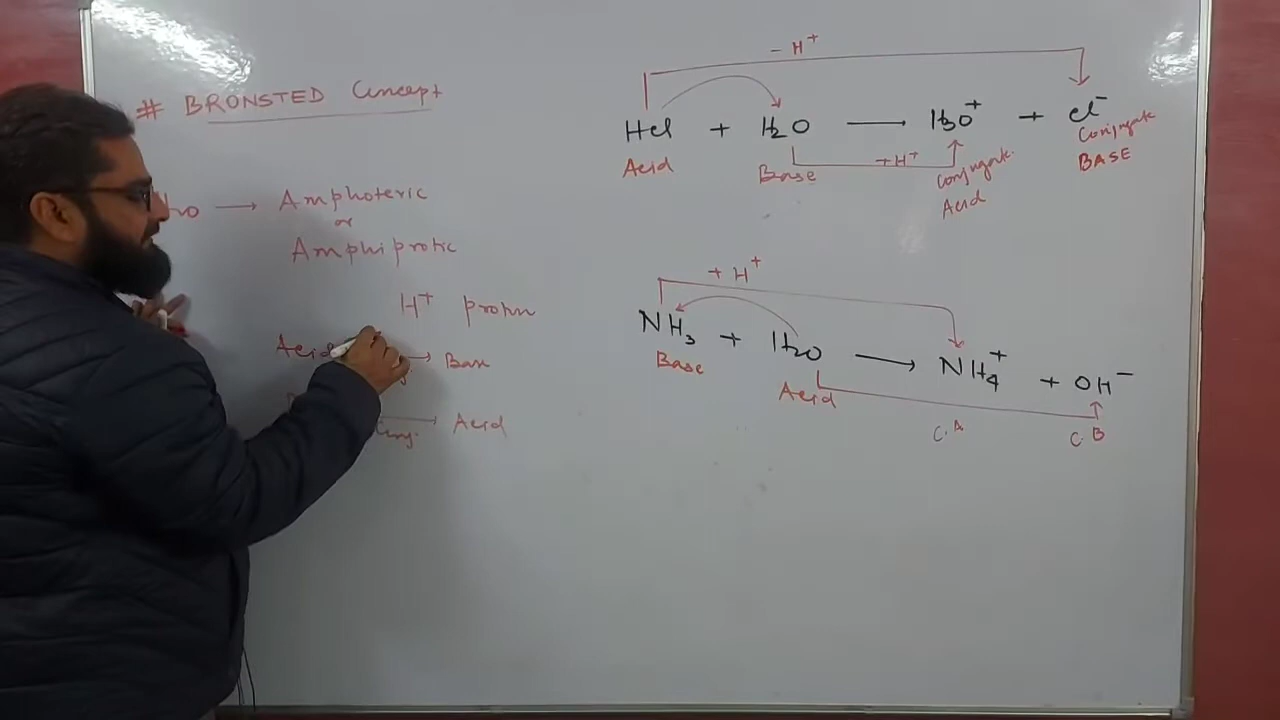 # BRONSTED Concept
H2O → Amphoteric
or
Amphiprotic
H+ proton
Acid → Base
Conj. → Acid
- H+
HCl + H2O → H3O+ + Cl-
Acid Base +H+ Conjugate Acid Conjugate BASE
+ H+
NH3 + H2O → NH4+ + OH-
Base Acid
C.A C.B